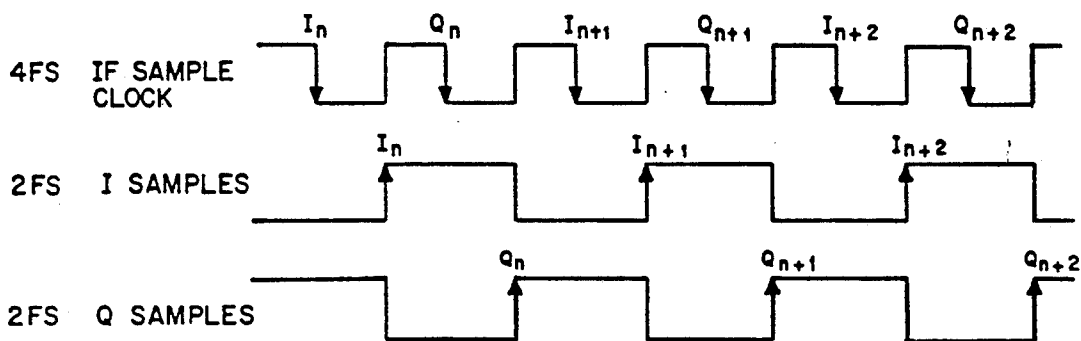 Iₙ Qₙ Iₙ₊₁ Qₙ₊₁ Iₙ₊₂ Qₙ₊₂
4FS IF SAMPLE
CLOCK
Iₙ Iₙ₊₁ Iₙ₊₂
2FS I SAMPLES
Qₙ Qₙ₊₁ Qₙ₊₂
2FS Q SAMPLES